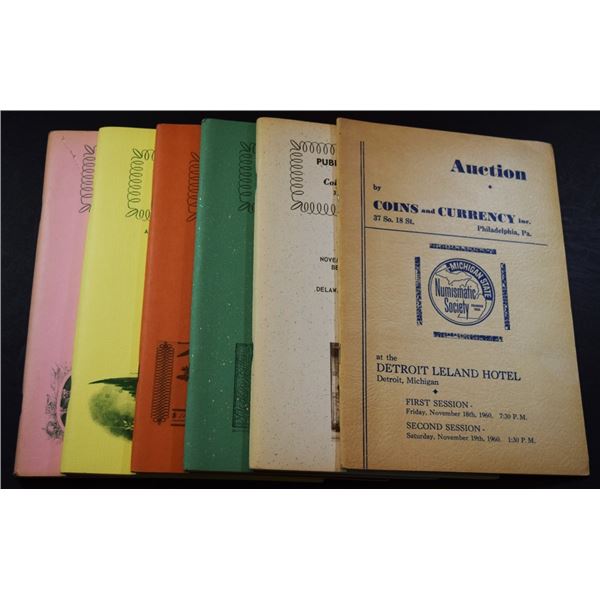 PUBLI
Coi
NOVE
BE
DELAW
Auction
by
COINS and CURRENCY inc.
37 So. 18 St.
Philadelphia, Pa.
MICHIGAN STATE
Numismatic
Society
at the
DETROIT LELAND HOTEL
Detroit, Michigan
FIRST SESSION -
Friday, November 18th, 1960. 7:30 P. M.
SECOND SESSION -
Saturday, November 19th, 1960. 1:30 P. M.